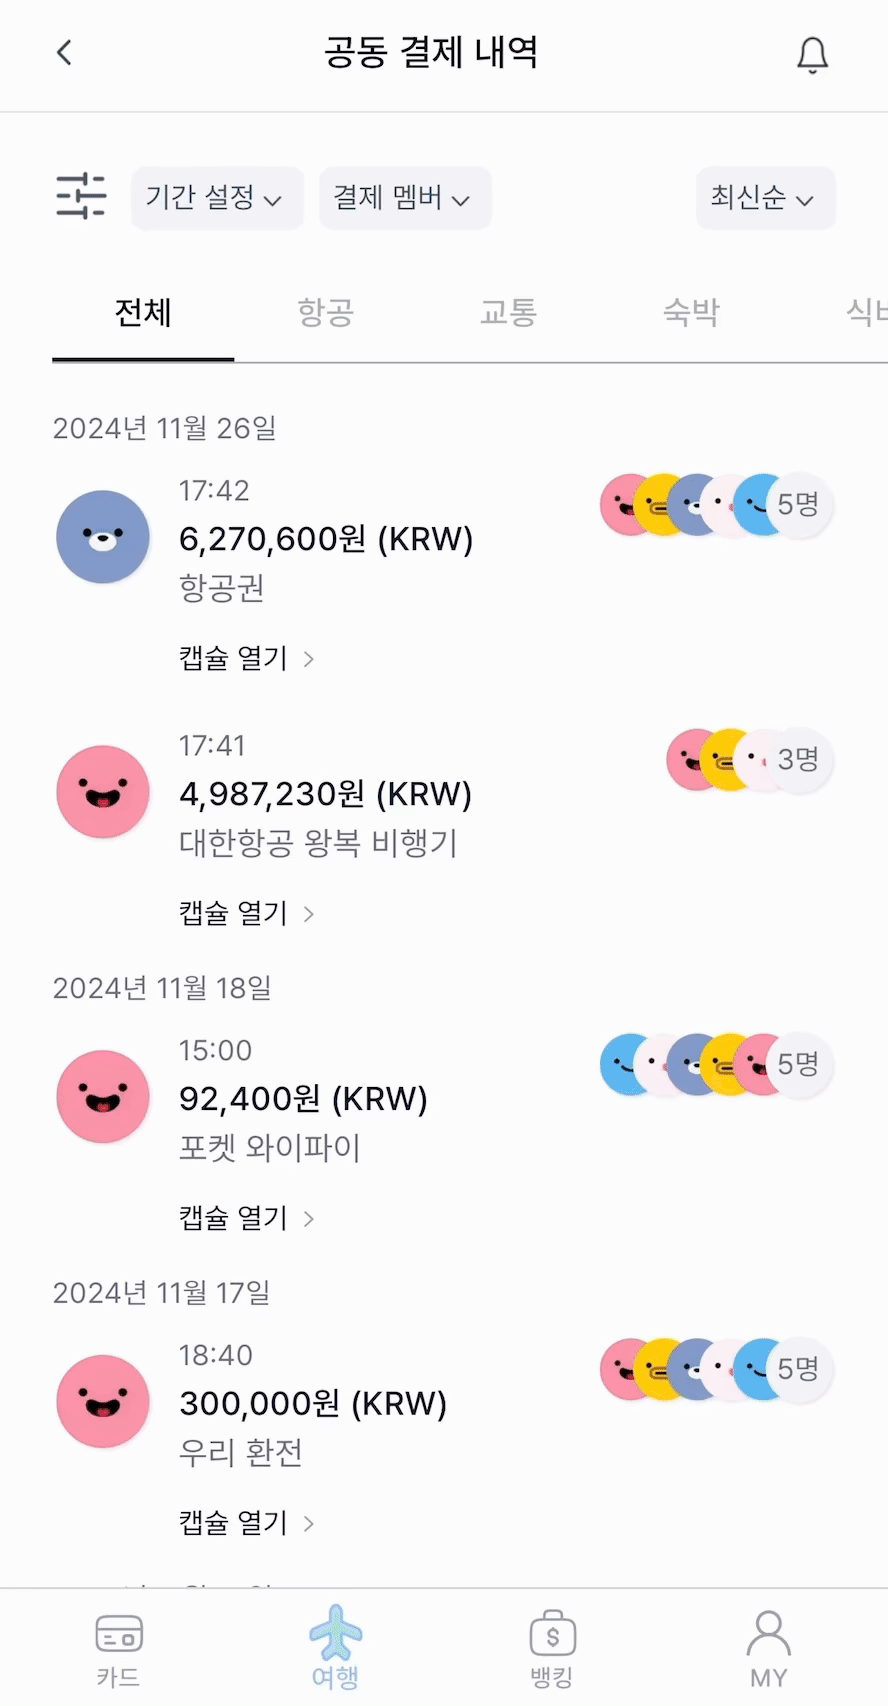 공동 결제 내역
기간 설정
결제 멤버
최신순
전체
항공
교통
숙박
2024년 11월 26일
17:42
5명
6,270,600원 (KRW)
항공권
캡슐 열기
17:41
3명
4,987,230원 (KRW)
대한항공 왕복 비행기
캡슐 열기
2024년 11월 18일
15:00
5명
92,400원 (KRW)
포켓 와이파이
캡슐 열기
2024년 11월 17일
18:40
5명
300,000원 (KRW)
우리 환전
캡슐 열기
카드
여행
뱅킹
MY